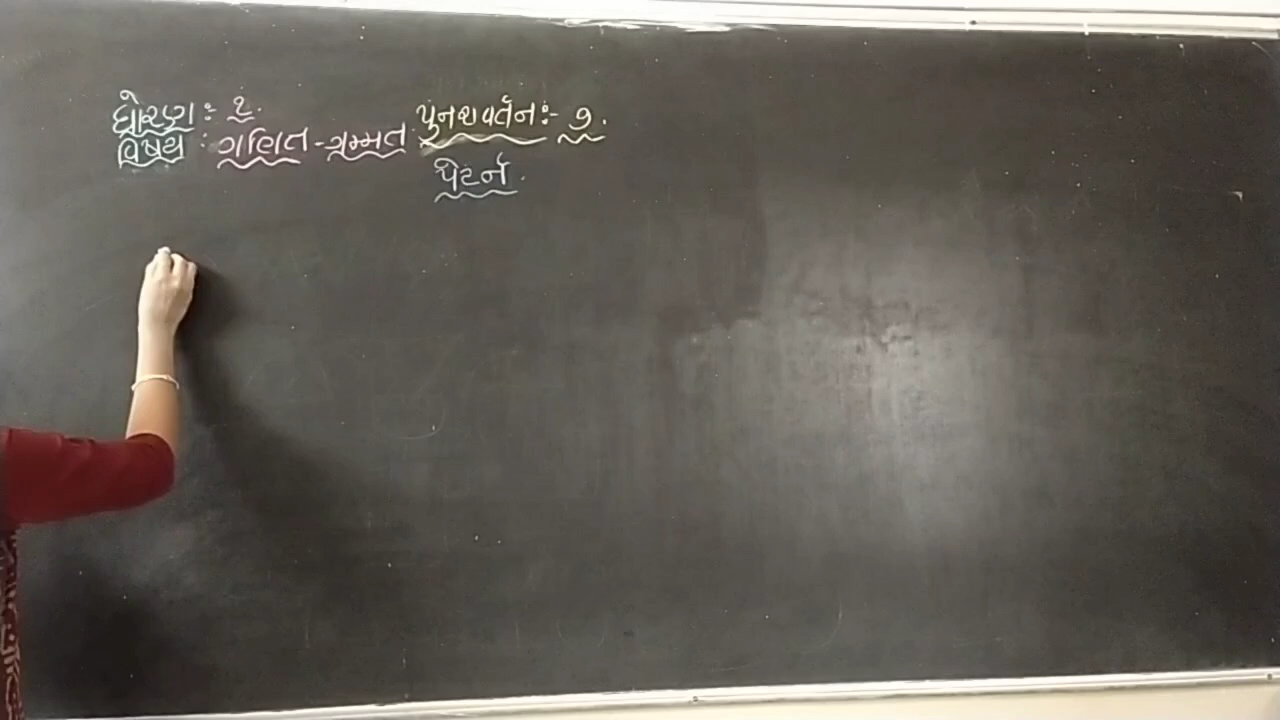 ધોરણ : ૨.
વિષય : ગણિત - ગમ્મત
પુનરાવર્તન :- ૭.
પેટર્ન.